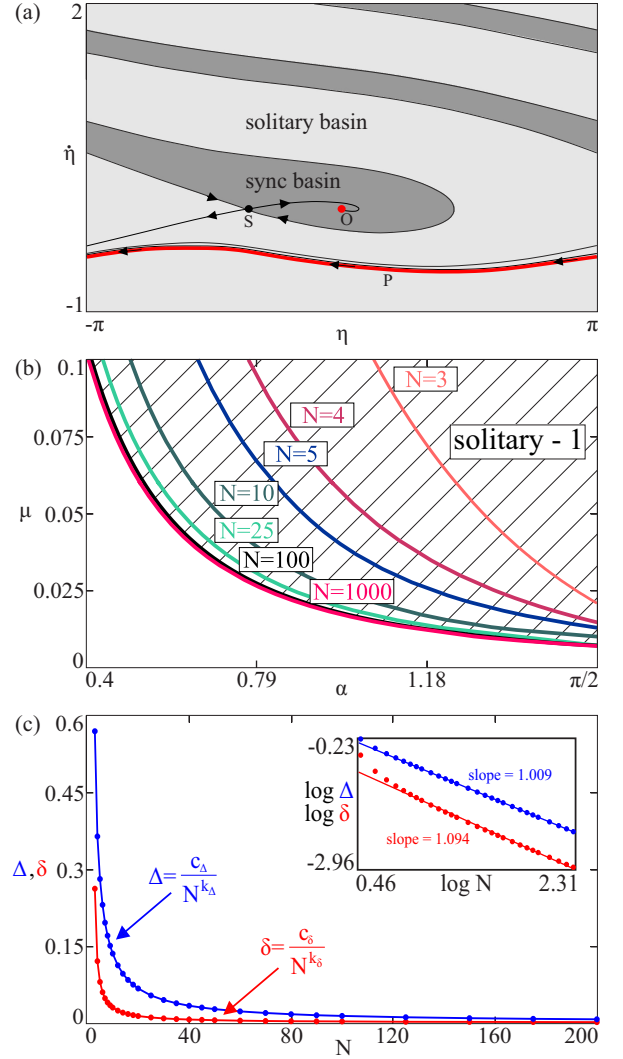 (a)
2
solitary basin
η̇
sync basin
S
O
P
-1
-π
η
π
(b)
0.1
N=3
N=4
solitary - 1
0.075
N=5
N=10
μ
0.050
N=25
N=100
0.025
N=1000
0
0.4
0.79
α
1.18
π/2
(c)
0.6
-0.23
slope = 1.009
log Δ
0.45
log δ
slope = 1.094
-2.96
0.46
log N
2.31
0.3
Δ,δ
Δ= c_Δ / N^{k_Δ}
0.15
δ= c_δ / N^{k_δ}
0
0
40
80
120
160
200
N